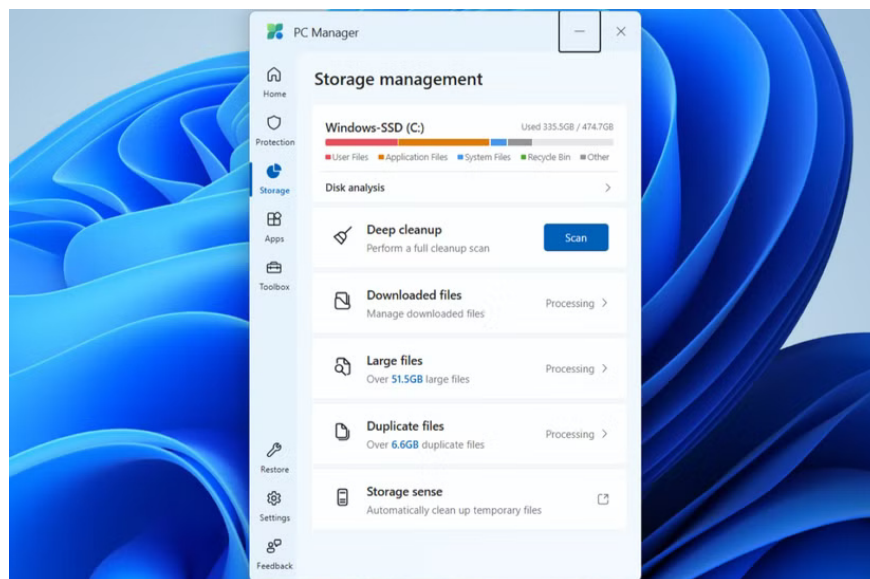 PC Manager
Home
Protection
Storage
Apps
Toolbox
Restore
Settings
Feedback
Storage management
Windows-SSD (C:) Used 335.5GB / 474.7GB
User Files Application Files System Files Recycle Bin Other
Disk analysis
Deep cleanup
Perform a full cleanup scan
Scan
Downloaded files
Manage downloaded files
Processing
Large files
Over 51.5GB large files
Processing
Duplicate files
Over 6.6GB duplicate files
Processing
Storage sense
Automatically clean up temporary files